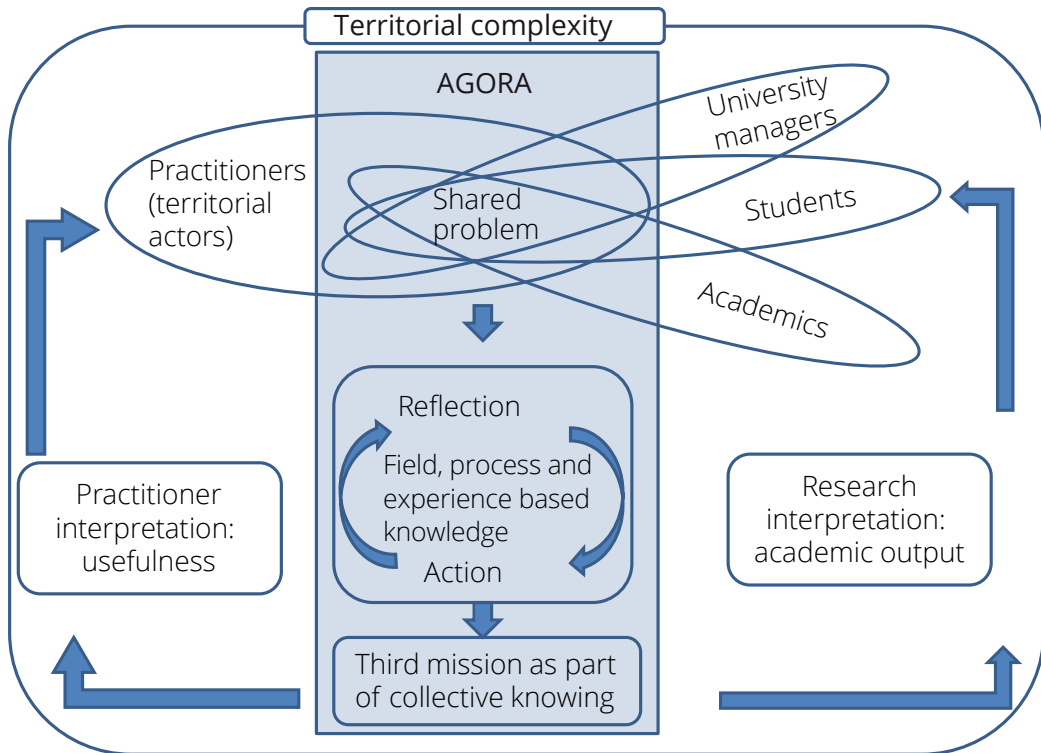 Territorial complexity
AGORA
University
managers
Practitioners
(territorial
actors)
Shared
problem
Students
Academics
Reflection
Field, process and
experience based
knowledge
Action
Practitioner
interpretation:
usefulness
Research
interpretation:
academic output
Third mission as part
of collective knowing